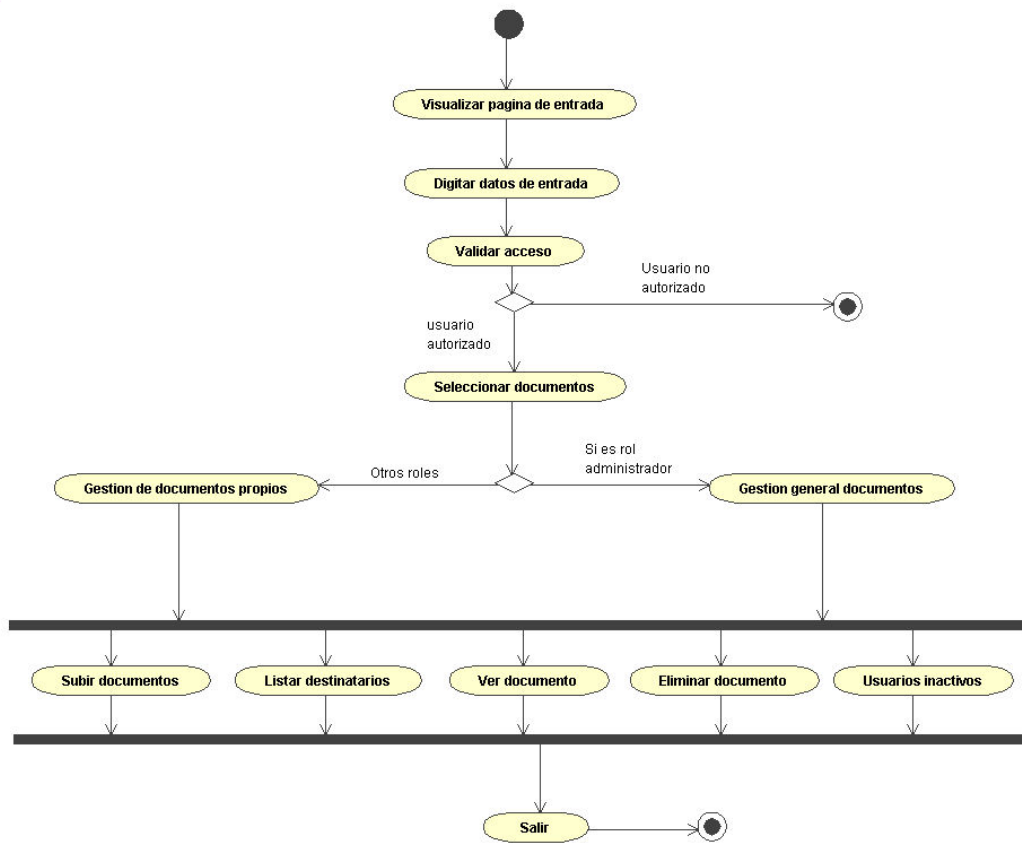 Visualizar pagina de entrada
Digitar datos de entrada
Validar acceso
Usuario no
autorizado
usuario
autorizado
Seleccionar documentos
Si es rol
administrador
Otros roles
Gestion de documentos propios
Gestion general documentos
Subir documentos
Listar destinatarios
Ver documento
Eliminar documento
Usuarios inactivos
Salir